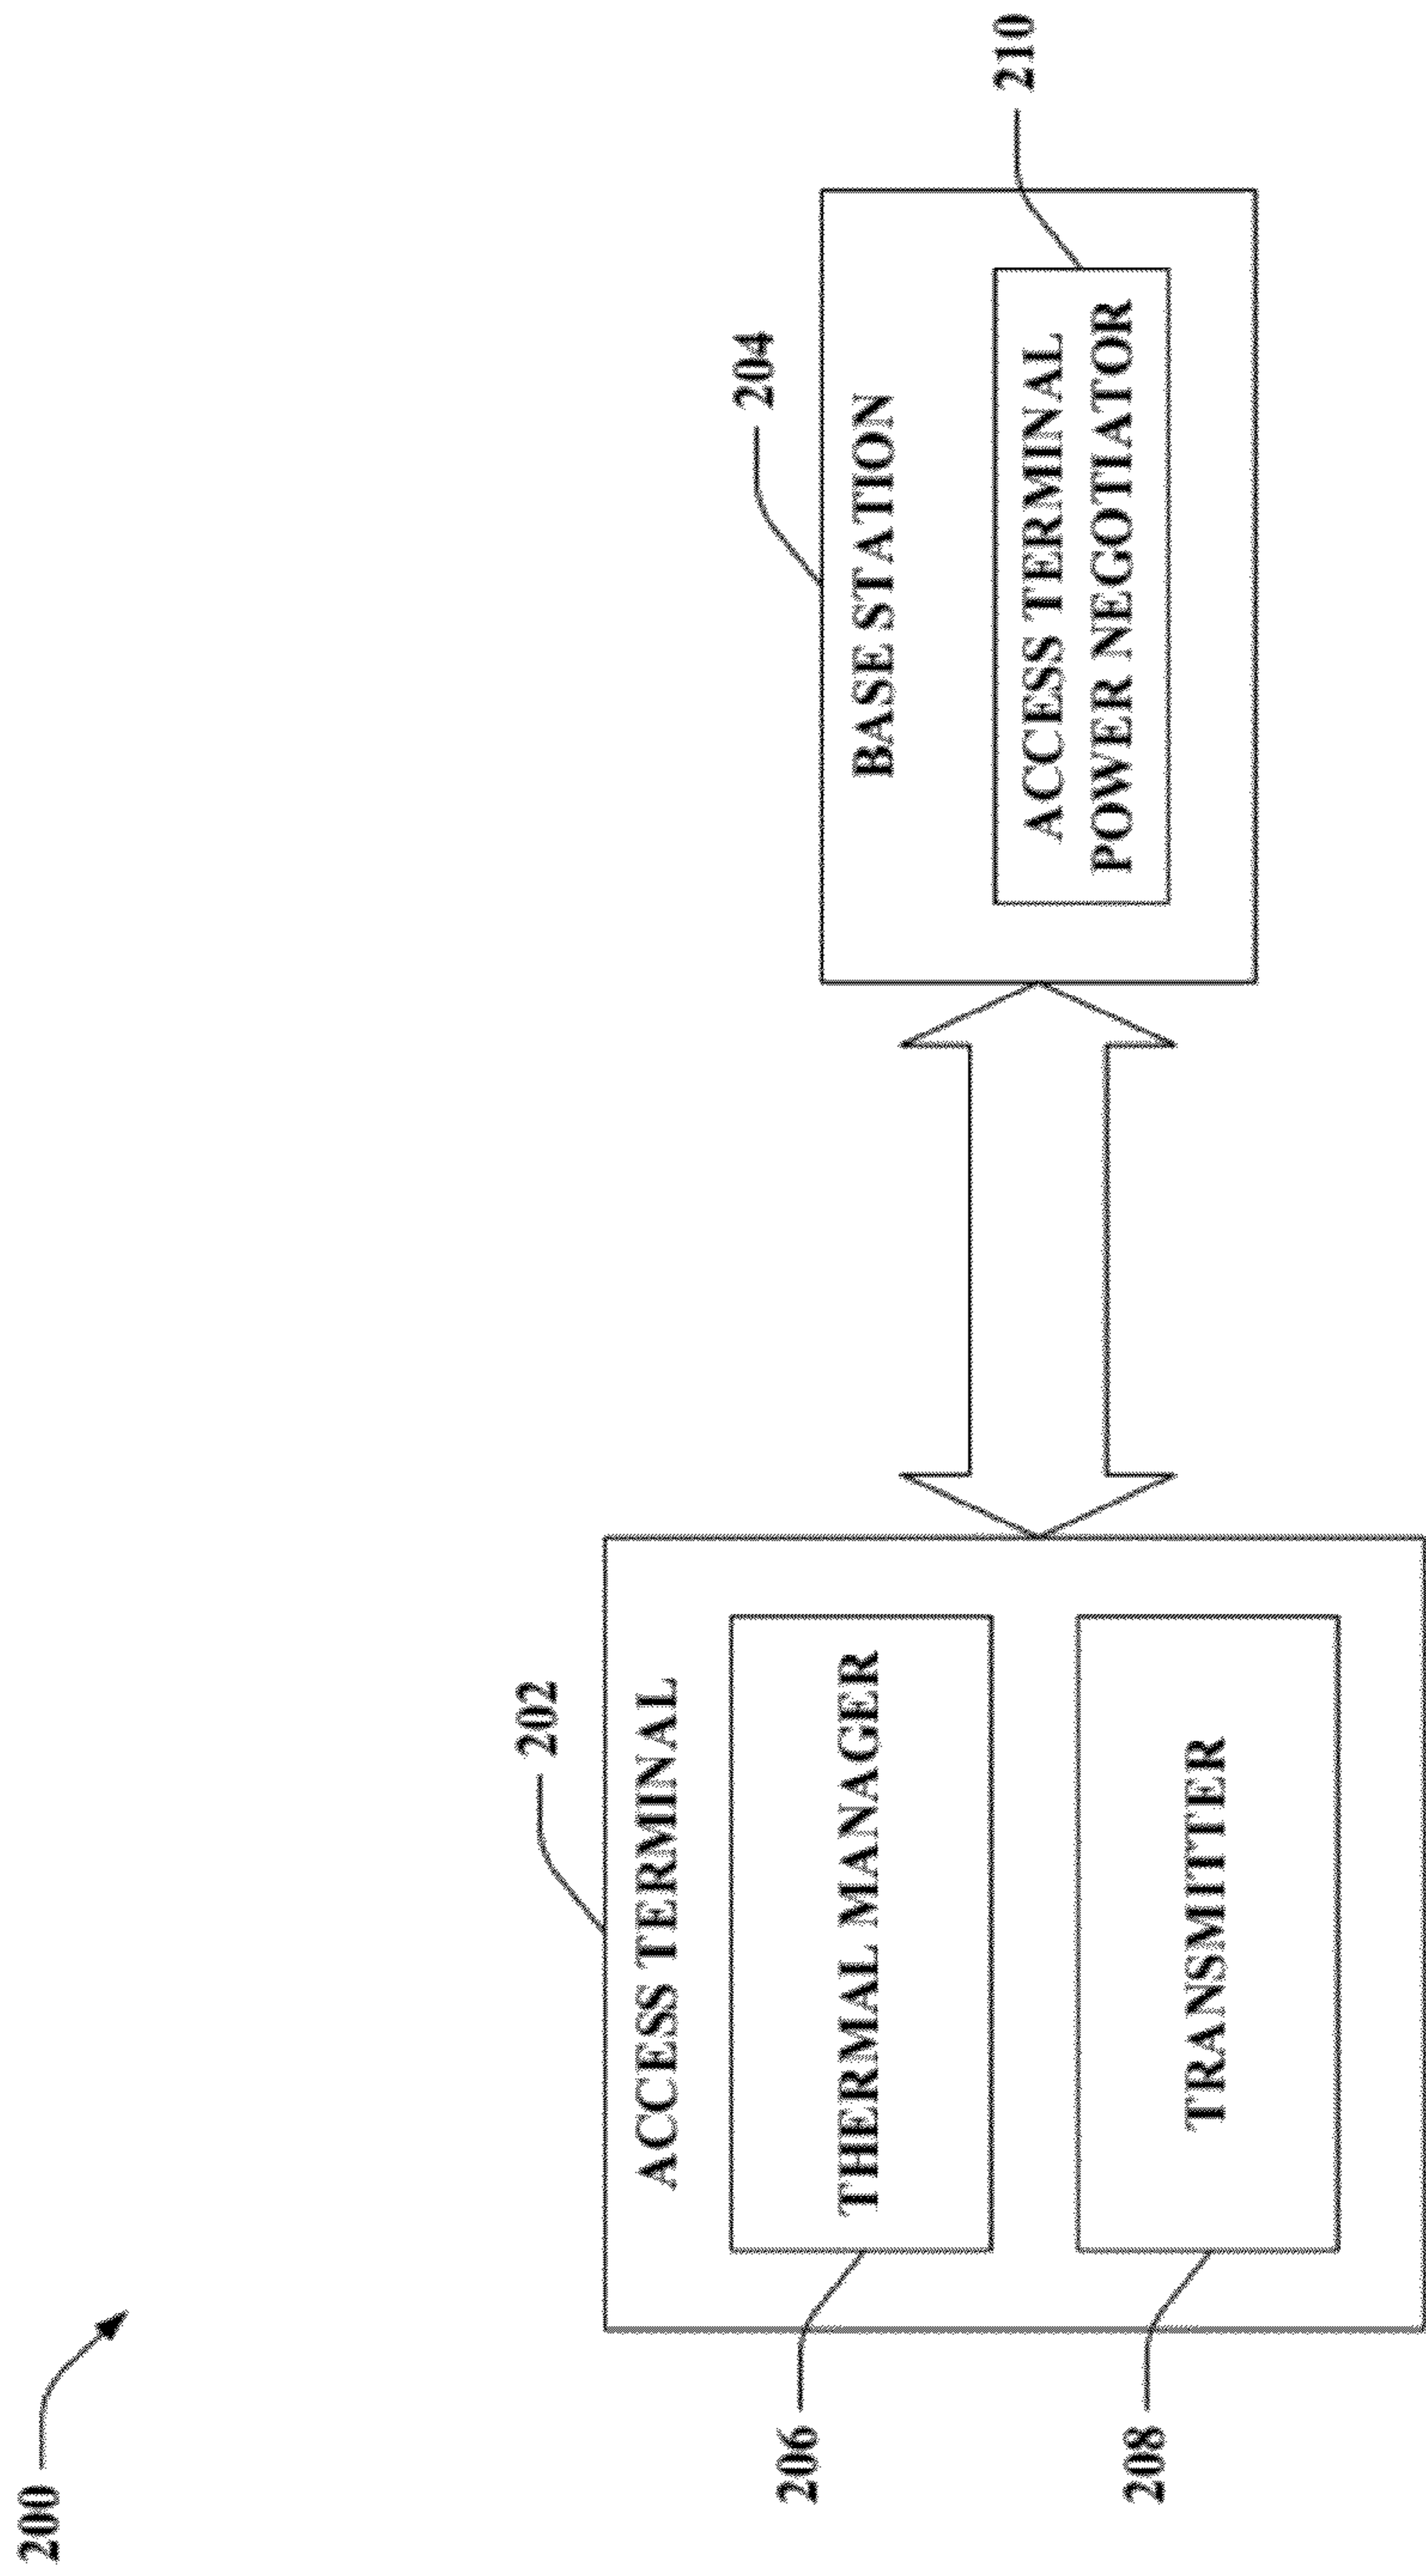 200
202
ACCESS TERMINAL
THERMAL MANAGER
206
TRANSMITTER
208
204
BASE STATION
ACCESS TERMINAL
POWER NEGOTIATOR
210